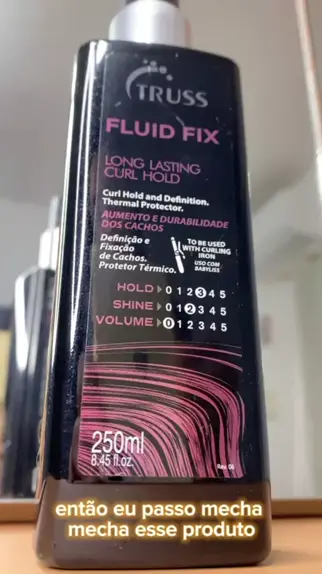 TRUSS
FLUID FIX
LONG LASTING
CURL HOLD
Curl Hold and Definition.
Thermal Protector.
AUMENTO E DURABILIDADE
DOS CACHOS
Definição e
Fixação
de Cachos.
Protetor Térmico.
TO BE USED
WITH CURLING
IRON
USO COM
BABYLISS
HOLD 0 1 2 3 4 5
SHINE 0 1 2 3 4 5
VOLUME 0 1 2 3 4 5
250ml
8.45 fl.oz.
Rev. 06
então eu passo mecha
mecha esse produto